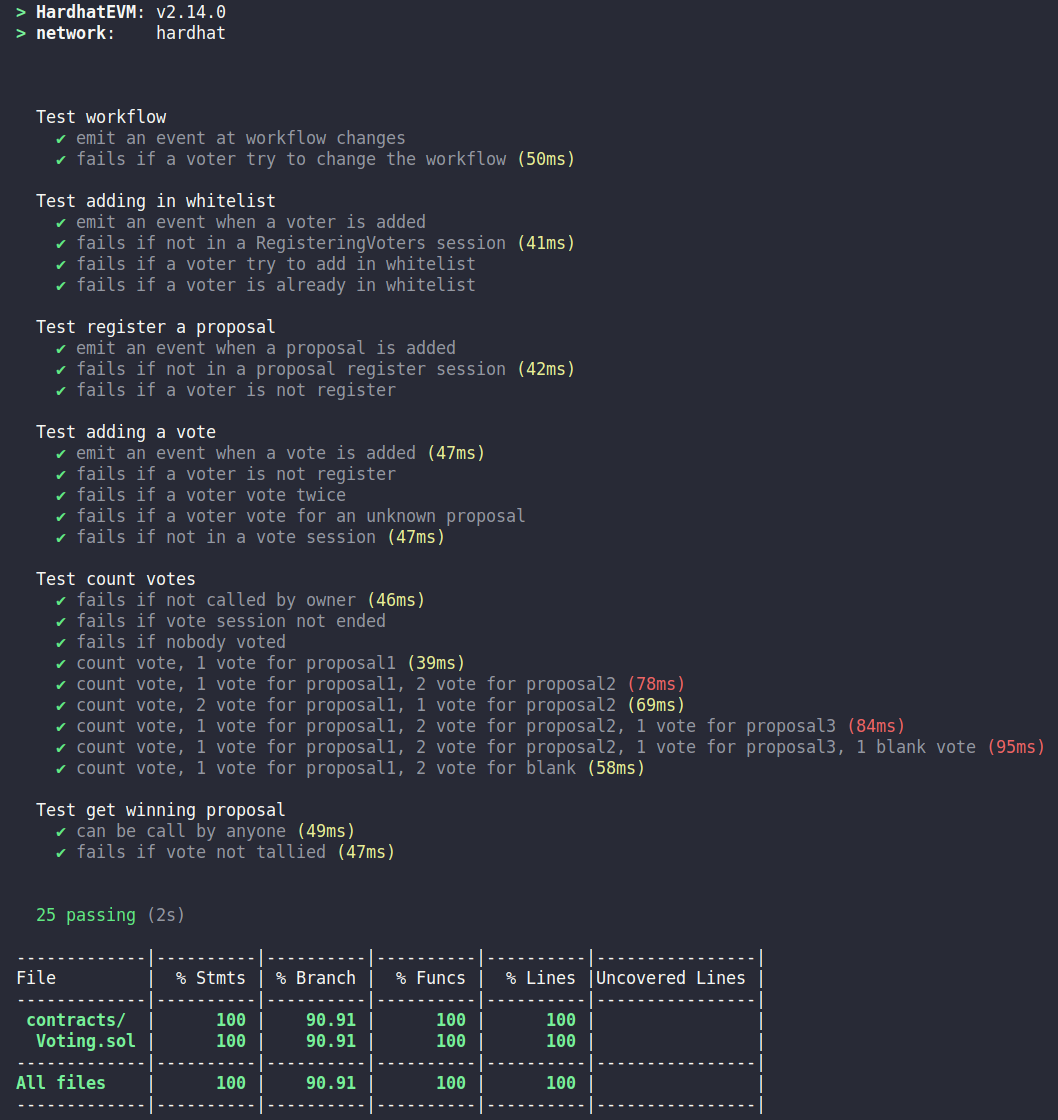 > HardhatEVM: v2.14.0
> network:    hardhat
Test workflow
✔ emit an event at workflow changes
✔ fails if a voter try to change the workflow (50ms)
Test adding in whitelist
✔ emit an event when a voter is added
✔ fails if not in a RegisteringVoters session (41ms)
✔ fails if a voter try to add in whitelist
✔ fails if a voter is already in whitelist
Test register a proposal
✔ emit an event when a proposal is added
✔ fails if not in a proposal register session (42ms)
✔ fails if a voter is not register
Test adding a vote
✔ emit an event when a vote is added (47ms)
✔ fails if a voter is not register
✔ fails if a voter vote twice
✔ fails if a voter vote for an unknown proposal
✔ fails if not in a vote session (47ms)
Test count votes
✔ fails if not called by owner (46ms)
✔ fails if vote session not ended
✔ fails if nobody voted
✔ count vote, 1 vote for proposal1 (39ms)
✔ count vote, 1 vote for proposal1, 2 vote for proposal2 (78ms)
✔ count vote, 2 vote for proposal1, 1 vote for proposal2 (69ms)
✔ count vote, 1 vote for proposal1, 2 vote for proposal2, 1 vote for proposal3 (84ms)
✔ count vote, 1 vote for proposal1, 2 vote for proposal2, 1 vote for proposal3, 1 blank vote (95ms)
✔ count vote, 1 vote for proposal1, 2 vote for blank (58ms)
Test get winning proposal
✔ can be call by anyone (49ms)
✔ fails if vote not tallied (47ms)
25 passing (2s)
-------------|----------|----------|----------|----------|----------------|
File         |  % Stmts | % Branch |  % Funcs |  % Lines |Uncovered Lines |
-------------|----------|----------|----------|----------|----------------|
 contracts/  |      100 |    90.91 |      100 |      100 |                |
  Voting.sol |      100 |    90.91 |      100 |      100 |                |
-------------|----------|----------|----------|----------|----------------|
All files    |      100 |    90.91 |      100 |      100 |                |
-------------|----------|----------|----------|----------|----------------|